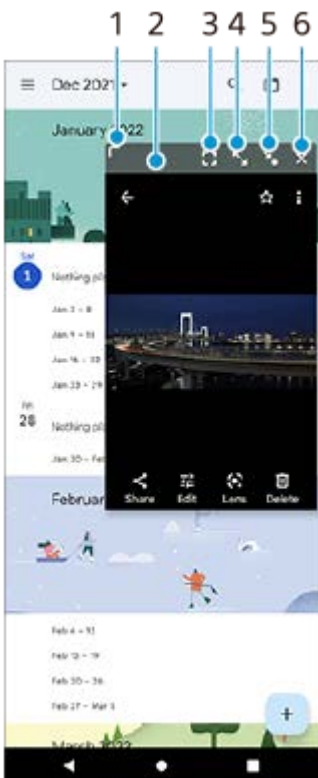 1 2 3 4 5 6
Dec 2021
January 2022
Sat
1
Nothing pl
Jan 2 – 8
Jan 9 – 15
Jan 16 – 22
Jan 23 – 29
28
Nothing pl
Jan 30 – Fe
Share Edit Lens Delete
Februar
Feb 6 – 12
Feb 13 – 19
Feb 20 – 26
Feb 27 – Mar 5
+
March 2022